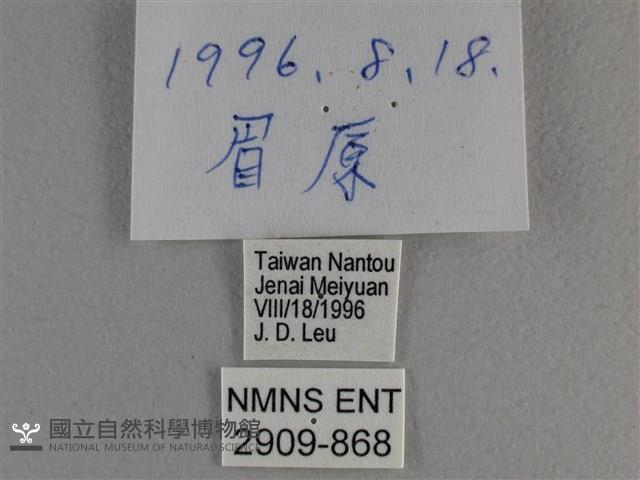 1996.8.18.
眉原
Taiwan Nantou
Jenai Meiyuan
VIII/18/1996
J. D. Leu
NMNS ENT
2909-868
國立自然科學博物館
NATIONAL MUSEUM OF NATURAL SCIENCE